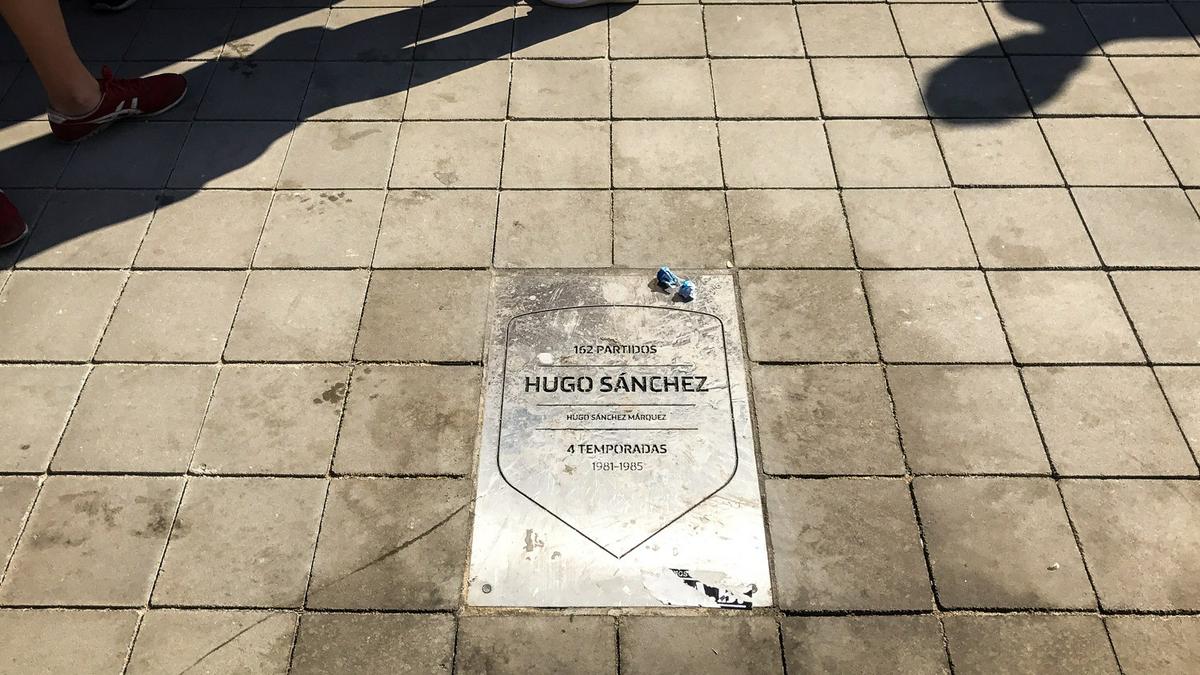 162 PARTIDOS
HUGO SÁNCHEZ
HUGO SÁNCHEZ MÁRQUEZ
4 TEMPORADAS
1981-1985